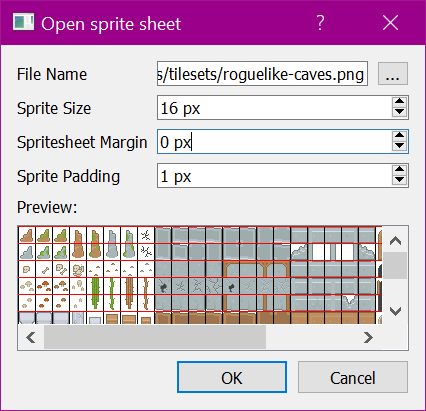 Open sprite sheet
File Name
s/tilesets/roguelike-caves.png
...
Sprite Size
16 px
Spritesheet Margin
0 px
Sprite Padding
1 px
Preview:
OK
Cancel